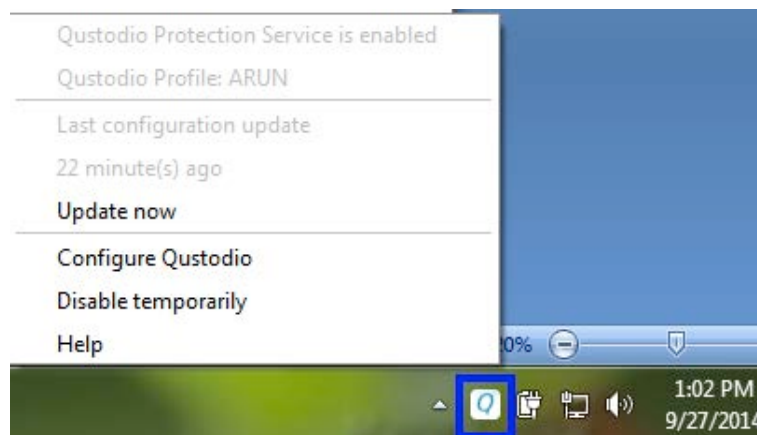 Qustodio Protection Service is enabled
Qustodio Profile: ARUN
Last configuration update
22 minute(s) ago
Update now
Configure Qustodio
Disable temporarily
Help
0%
Q
1:02 PM
9/27/2014